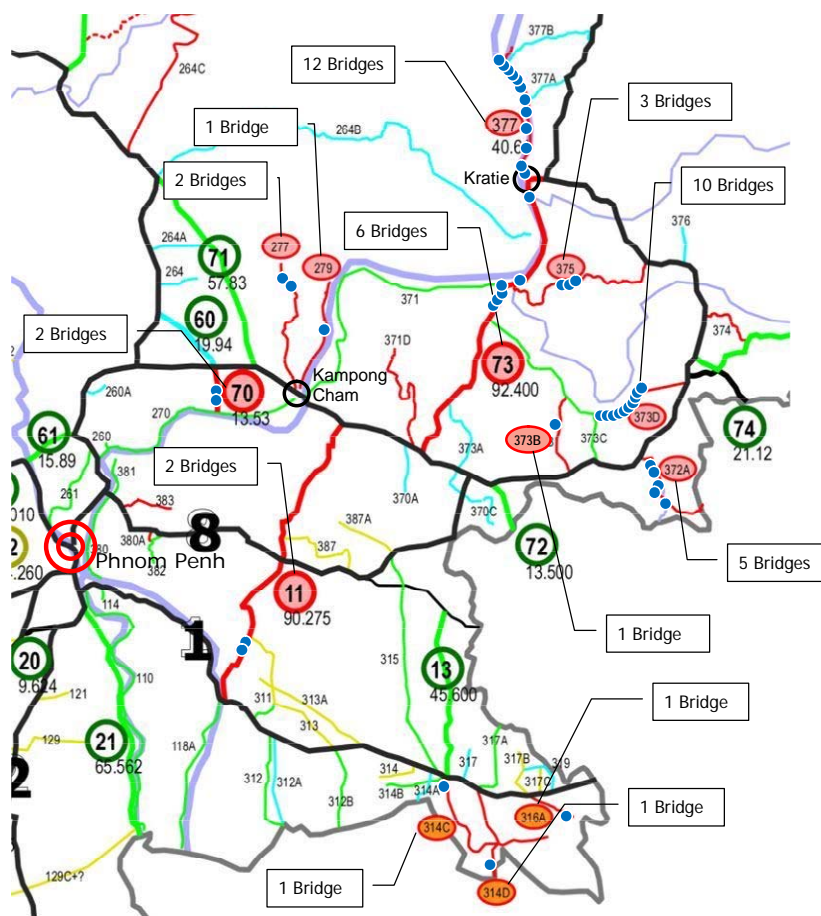 377B
264C
12 Bridges
377A
3 Bridges
377
40.6
1 Bridge
264B
Kratie
2 Bridges
10 Bridges
376
6 Bridges
277
264A
71
57.83
279
375
264
371
60
19.94
2 Bridges
371D
374
73
92.400
Kampong
Cham
70
13.53
260A
270
373D
373C
74
21.12
61
15.89
260
373B
373A
381
2 Bridges
372A
261
383
370A
370C
010
8
387A
380A
387
72
13.500
5 Bridges
2
.260
380
Phnom Penh
382
11
90.275
114
1 Bridge
1
315
20
9.624
13
45.600
110
121
311
313A
1 Bridge
129
21
65.562
118A
313
317A
317
317B
319
314
312
312A
312B
314B
314A
317C
2
1 Bridge
316A
314C
1 Bridge
129C+?
314D